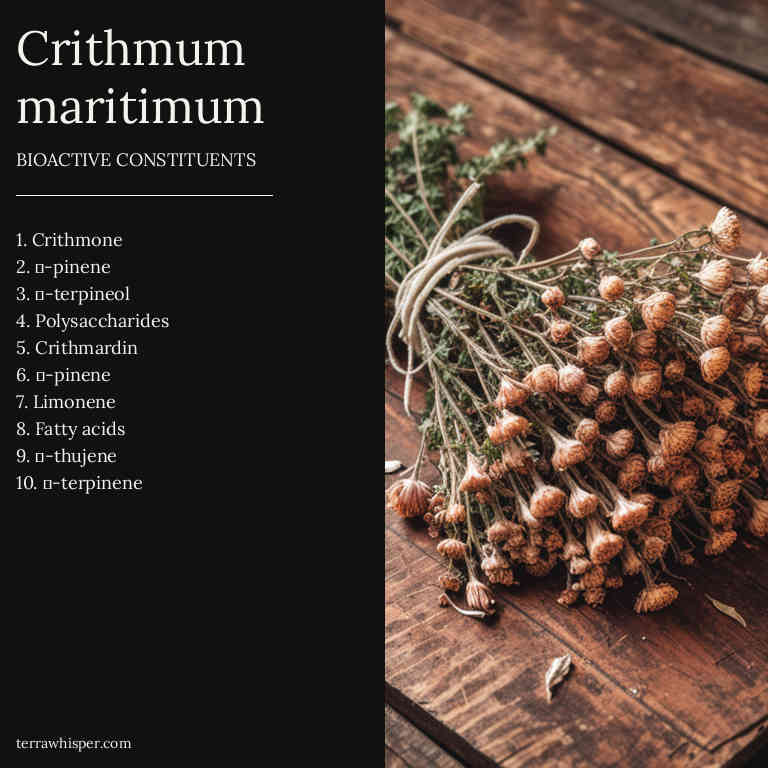 Crithmum
maritimum
BIOACTIVE CONSTITUENTS
1. Crithmone
2. □-pinene
3. □-terpineol
4. Polysaccharides
5. Crithmardin
6. □-pinene
7. Limonene
8. Fatty acids
9. □-thujene
10. □-terpinene
terrawhisper.com